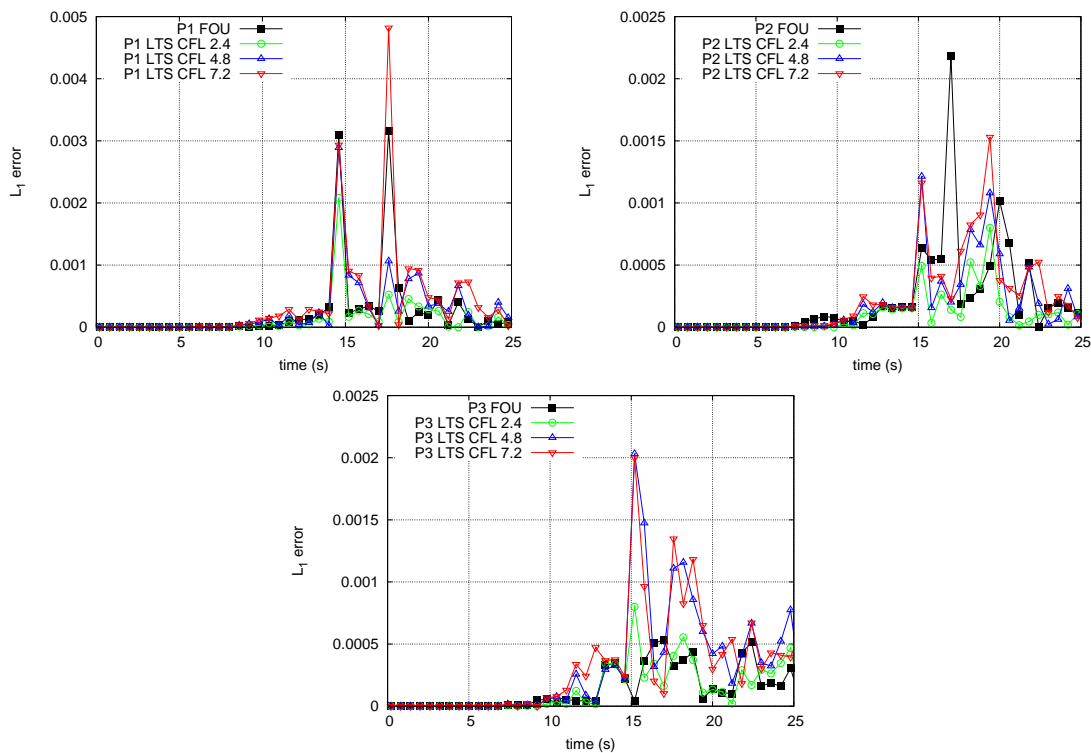 P1 FOU
P1 LTS CFL 2.4
P1 LTS CFL 4.8
P1 LTS CFL 7.2
0.005
0.004
0.003
0.002
0.001
0
0 5 10 15 20 25
L1 error
time (s)
P2 FOU
P2 LTS CFL 2.4
P2 LTS CFL 4.8
P2 LTS CFL 7.2
0.0025
0.002
0.0015
0.001
0.0005
0
0 5 10 15 20 25
L1 error
time (s)
P3 FOU
P3 LTS CFL 2.4
P3 LTS CFL 4.8
P3 LTS CFL 7.2
0.0025
0.002
0.0015
0.001
0.0005
0
0 5 10 15 20 25
L1 error
time (s)